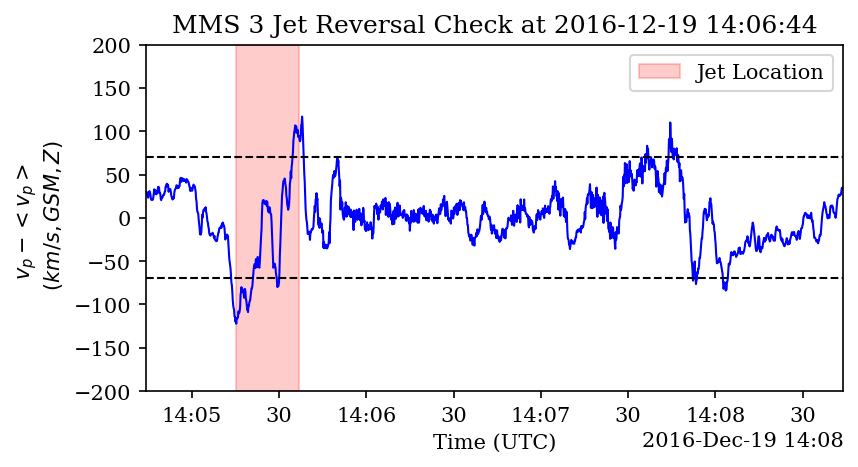 MMS 3 Jet Reversal Check at 2016-12-19 14:06:44
200
150
100
50
0
−50
−100
−150
−200
v_p − < v_p >
(km/s, GSM, Z)
Jet Location
14:05 30 14:06 30 14:07 30 14:08 30
Time (UTC)
2016-Dec-19 14:08